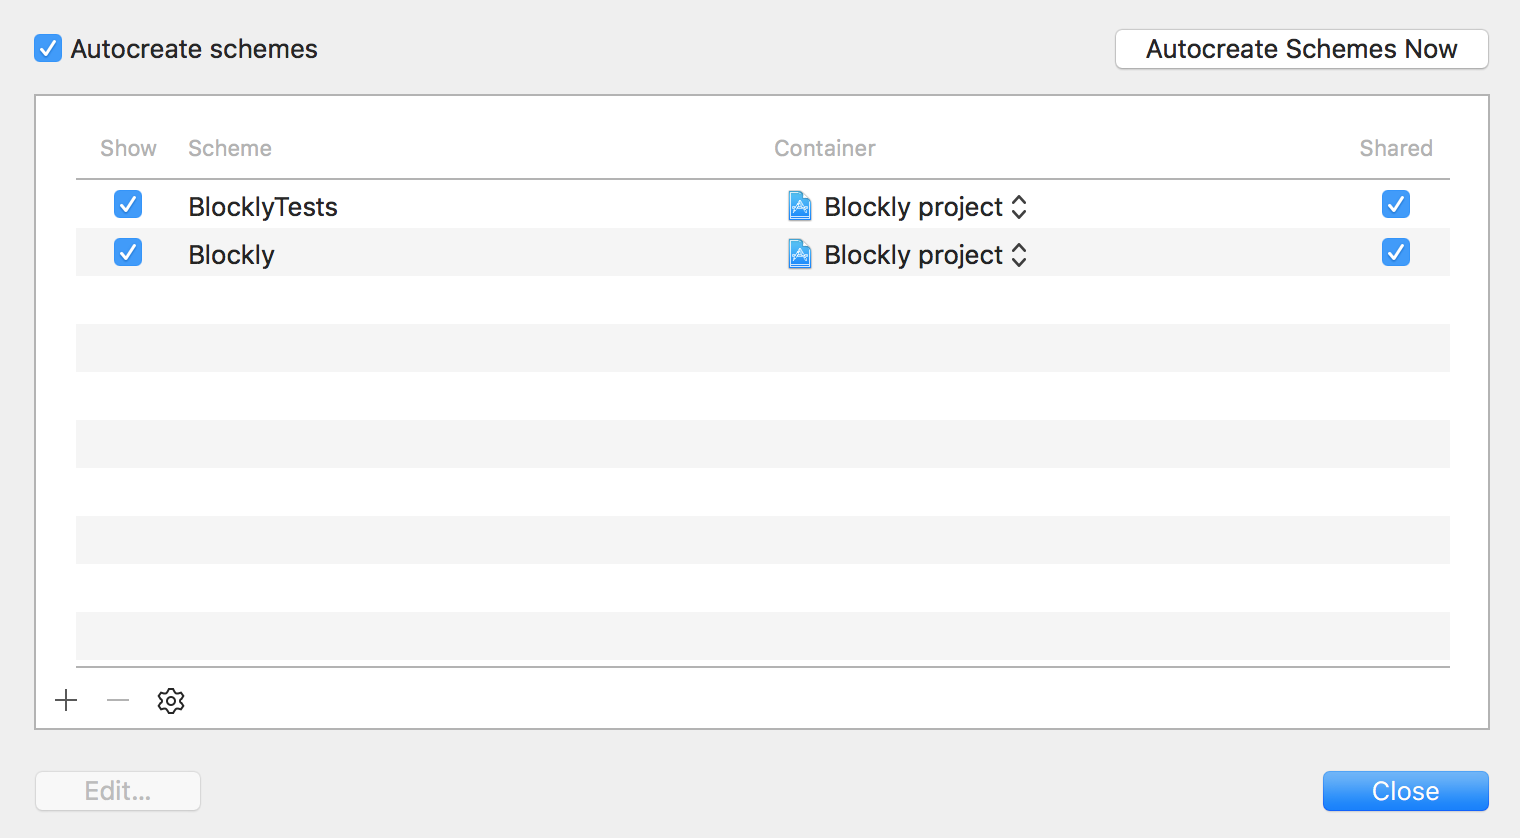 Autocreate schemes
Autocreate Schemes Now
Show Scheme Container Shared
BlocklyTests Blockly project
Blockly Blockly project
Edit...
Close